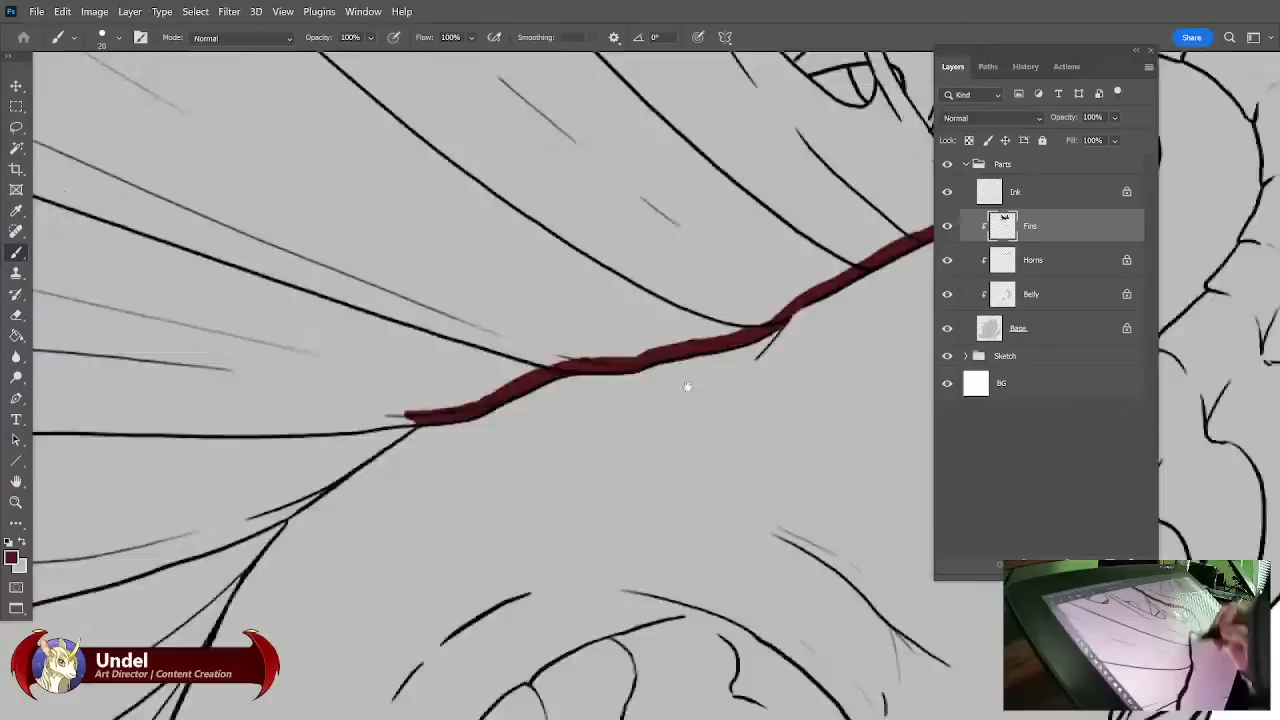 Ps File Edit Image Layer Type Select Filter 3D View Plugins Window Help
20 Mode: Normal Opacity: 100% Flow: 100% Smoothing: 0° Share
Layers Paths History Actions
Kind
Normal Opacity: 100%
Lock: Fill: 100%
Parts
Ink
Fins
Horns
Belly
Base
Sketch
BG
Undel
Art Director | Content Creation